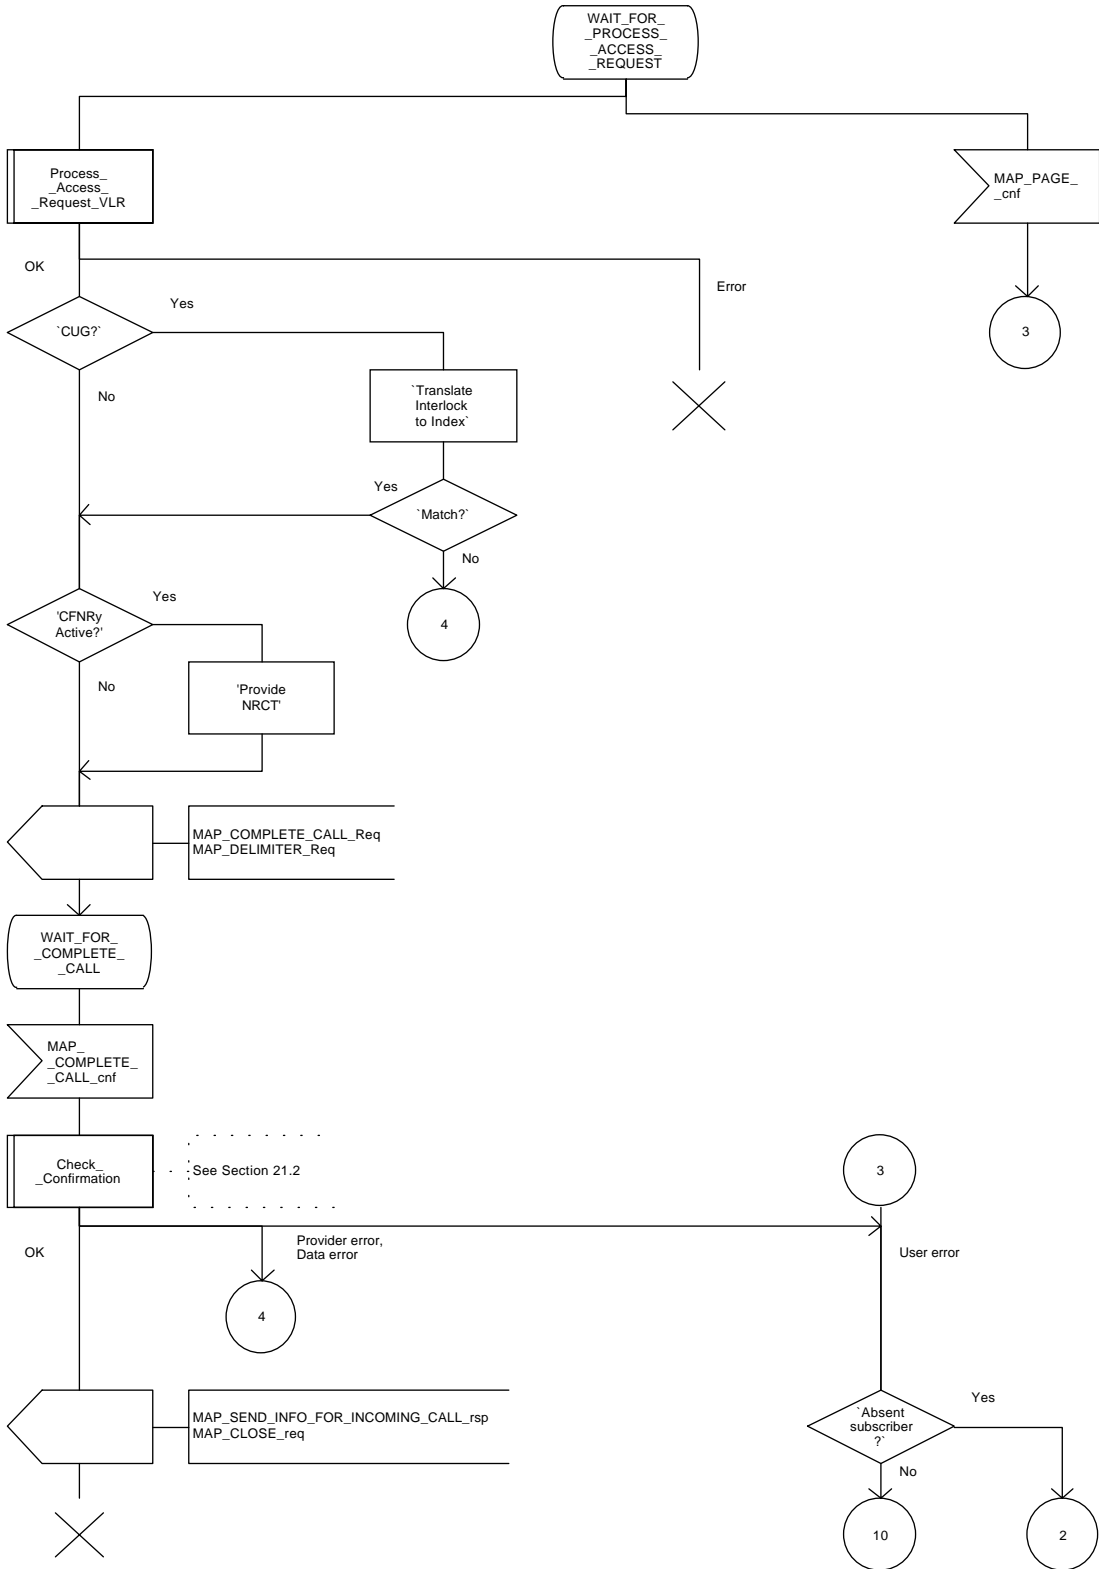 WAIT_FOR_
_PROCESS_
_ACCESS_
_REQUEST
Process_
_Access_
_Request_VLR
MAP_PAGE_
_cnf
OK
Error
Yes
`CUG?`
3
No
`Translate
Interlock
to Index`
Yes
`Match?`
No
'CFNRy
Active?'
Yes
4
No
'Provide
NRCT'
MAP_COMPLETE_CALL_Req
MAP_DELIMITER_Req
WAIT_FOR_
_COMPLETE_
_CALL
MAP_
_COMPLETE_
_CALL_cnf
Check_
_Confirmation
See Section 21.2
3
OK
Provider error,
Data error
User error
4
MAP_SEND_INFO_FOR_INCOMING_CALL_rsp
MAP_CLOSE_req
`Absent
subscriber
?`
Yes
No
10
2